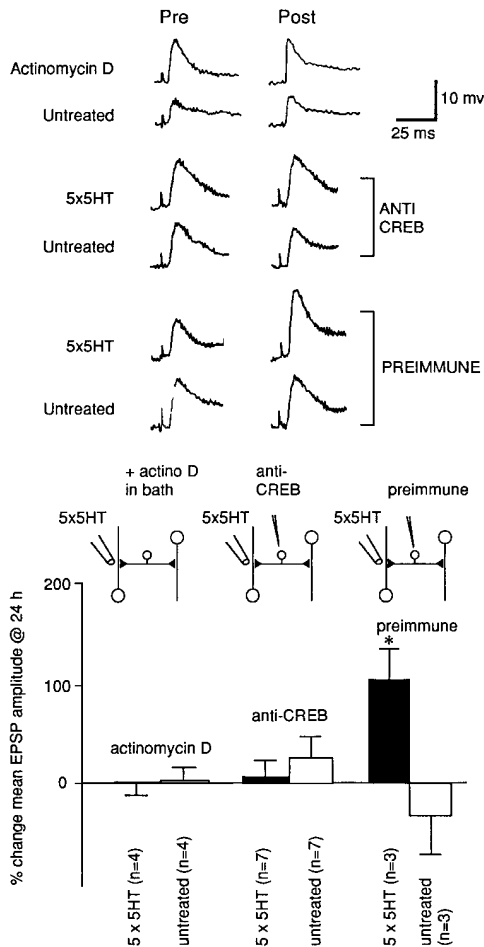 Pre Post
Actinomycin D
Untreated
10 mv
25 ms
5x5HT
ANTI
CREB
Untreated
5x5HT
PREIMMUNE
Untreated
+ actino D
in bath
anti-
CREB
preimmune
5x5HT
5x5HT
5x5HT
% change mean EPSP amplitude @ 24 h
200
100
0
actinomycin D
anti-CREB
preimmune
*
5 x 5HT (n=4)
untreated (n=4)
5 x 5HT (n=7)
untreated (n=7)
5 x 5HT (n=3)
untreated
(n=3)